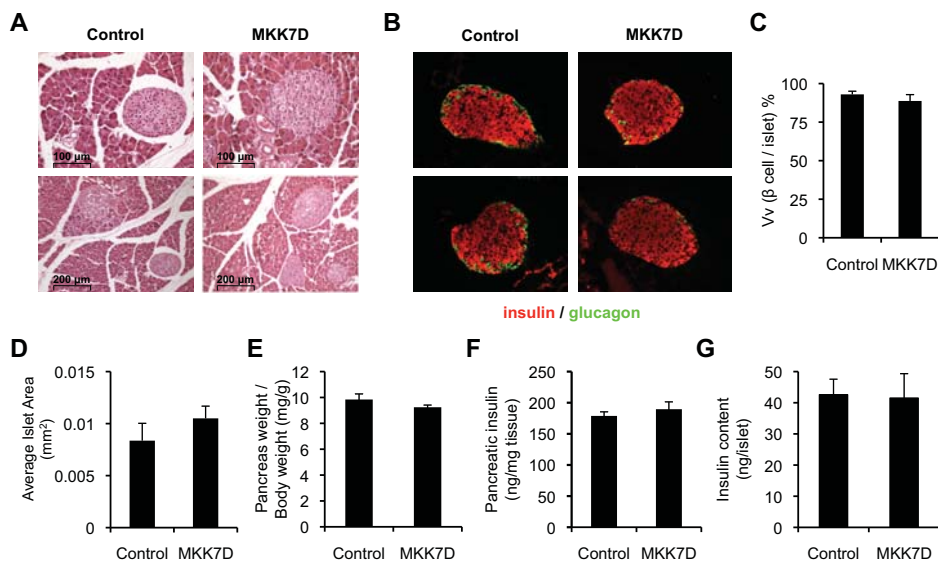 A
Control
MKK7D
100 µm
100 µm
200 µm
200 µm
B
Control
MKK7D
insulin / glucagon
C
Vv (β cell / islet) %
100
75
50
25
0
Control MKK7D
D
Average Islet Area
(mm²)
0.015
0.01
0.005
0
Control MKK7D
E
Pancreas weight /
Body weight (mg/g)
12
10
8
6
4
2
0
Control MKK7D
F
Pancreatic insulin
(ng/mg tissue)
250
200
150
100
50
0
Control MKK7D
G
Insulin content
(ng/islet)
50
40
30
20
10
0
Control MKK7D